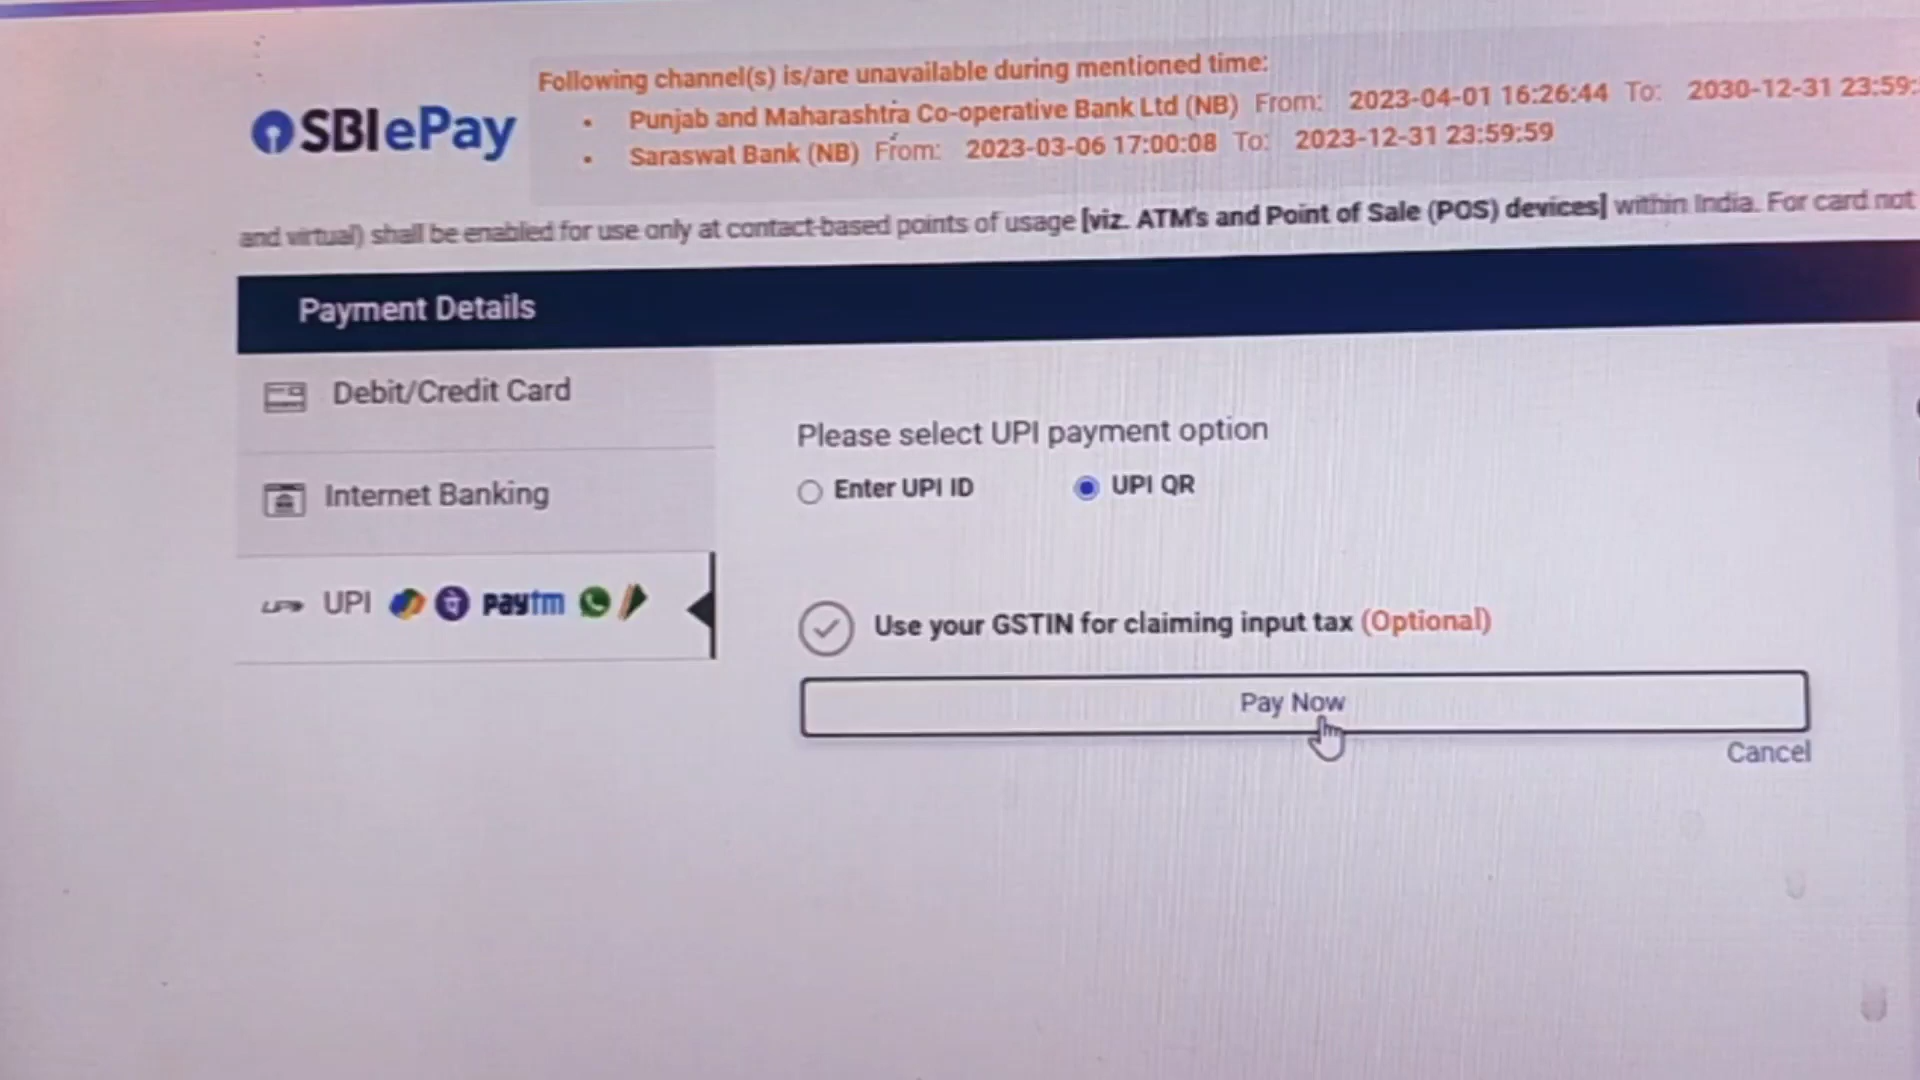 SBI ePay
Following channel(s) is/are unavailable during mentioned time:
Punjab and Maharashtra Co-operative Bank Ltd (NB) From: 2023-04-01 16:26:44 To: 2030-12-31 23:59:
Saraswat Bank (NB) From: 2023-03-06 17:00:08 To: 2023-12-31 23:59:59
and virtual) shall be enabled for use only at contact-based points of usage [viz. ATM's and Point of Sale (POS) devices] within India. For card not
Payment Details
Debit/Credit Card
Please select UPI payment option
Enter UPI ID UPI QR
Internet Banking
UPI UPI paytm
Use your GSTIN for claiming input tax (Optional)
Pay Now
Cancel